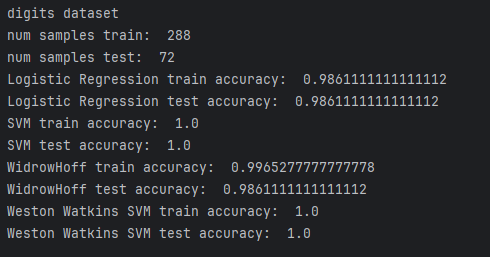 digits dataset
num samples train:  288
num samples test:  72
Logistic Regression train accuracy:  0.9861111111111112
Logistic Regression test accuracy:  0.9861111111111112
SVM train accuracy:  1.0
SVM test accuracy:  1.0
WidrowHoff train accuracy:  0.9965277777777778
WidrowHoff test accuracy:  0.9861111111111112
Weston Watkins SVM train accuracy:  1.0
Weston Watkins SVM test accuracy:  1.0